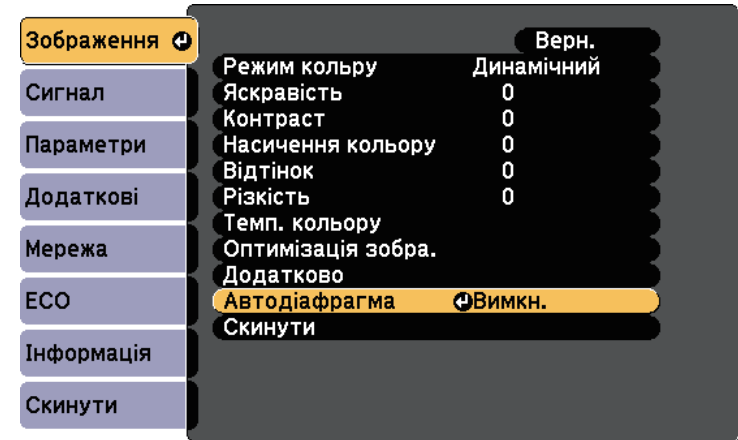 Зображення
Сигнал
Параметри
Додаткові
Мережа
ECO
Інформація
Скинути
Верн.
Режим кольру Динамічний
Яскравість 0
Контраст 0
Насичення кольору 0
Відтінок 0
Різкість 0
Темп. кольору
Оптимізація зобра.
Додатково
Автодіафрагма Вимкн.
Скинути